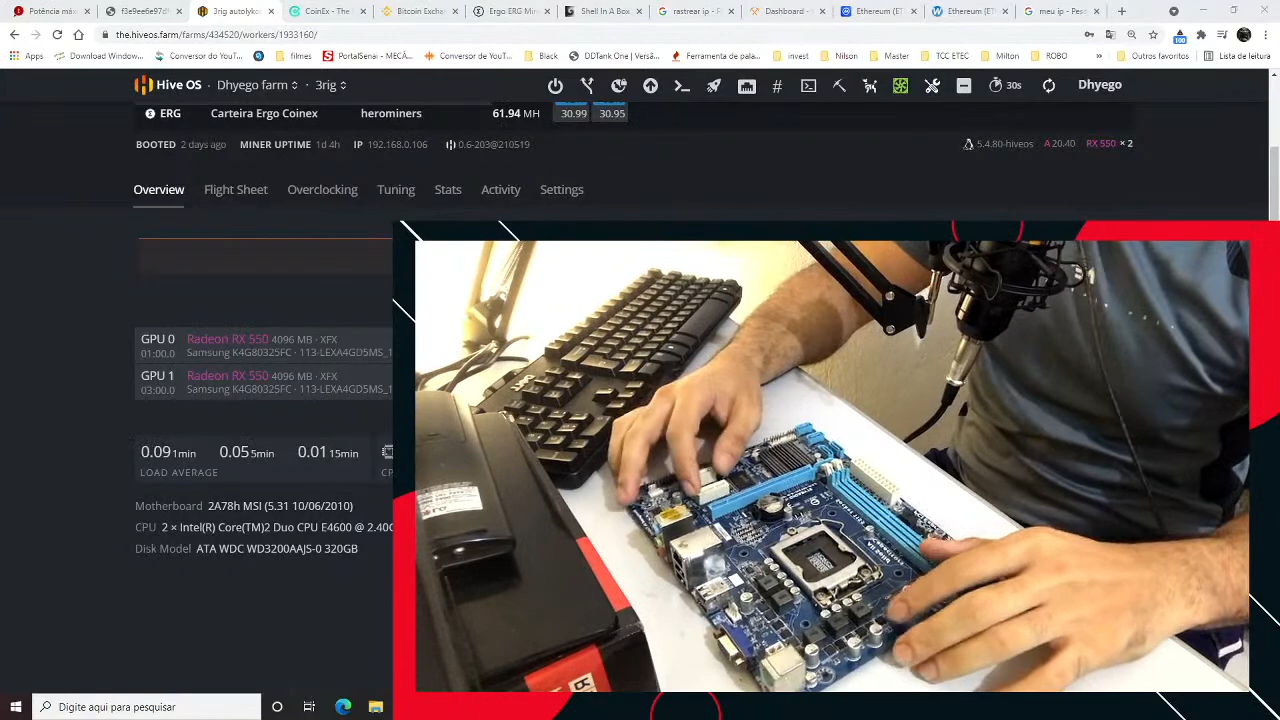 Potência máx
f3e9ee6e97d9
3rig autolyko
CoinEx - The
Bitcoin Excha
Ergo ERG Min
Shell In A Box
rastrear ip - P
Dashboard -
Ethereum (ET
Ethereum (ET
meu ip - Pes
the.hiveos.farm/farms/434520/workers/1933160/
100
Apps
Download Window...
filmes
PortalSenai - MECÂ...
Conversor de YouT...
Black
DDTank One | Versã...
Ferramenta de pala...
invest
Nilson
Master
TCC ETEC
Milton
ROBO
»
Outros favoritos
Lista de leitura
Hive OS
Dhyego farm
3rig
30s
Dhyego
ERG Carteira Ergo Coinex herominers 61.94 MH 30.99 30.95
BOOTED 2 days ago MINER UPTIME 1d 4h IP 192.168.0.106 0.6-203@210519 5.4.80-hiveos A 20.40 RX 550 × 2
Overview Flight Sheet Overclocking Tuning Stats Activity Settings
GPU 0 Radeon RX 550 4096 MB · XFX
01:00.0 Samsung K4G80325FC · 113-LEXA4GD5MS_1
GPU 1 Radeon RX 550 4096 MB · XFX
03:00.0 Samsung K4G80325FC · 113-LEXA4GD5MS_1
0.09 1min 0.05 5min 0.01 15min
LOAD AVERAGE CP
Motherboard 2A78h MSI (5.31 10/06/2010)
CPU 2 × Intel(R) Core(TM)2 Duo CPU E4600 @ 2.40G
Disk Model ATA WDC WD3200AAJS-0 320GB
Digite aqui para pesquisar